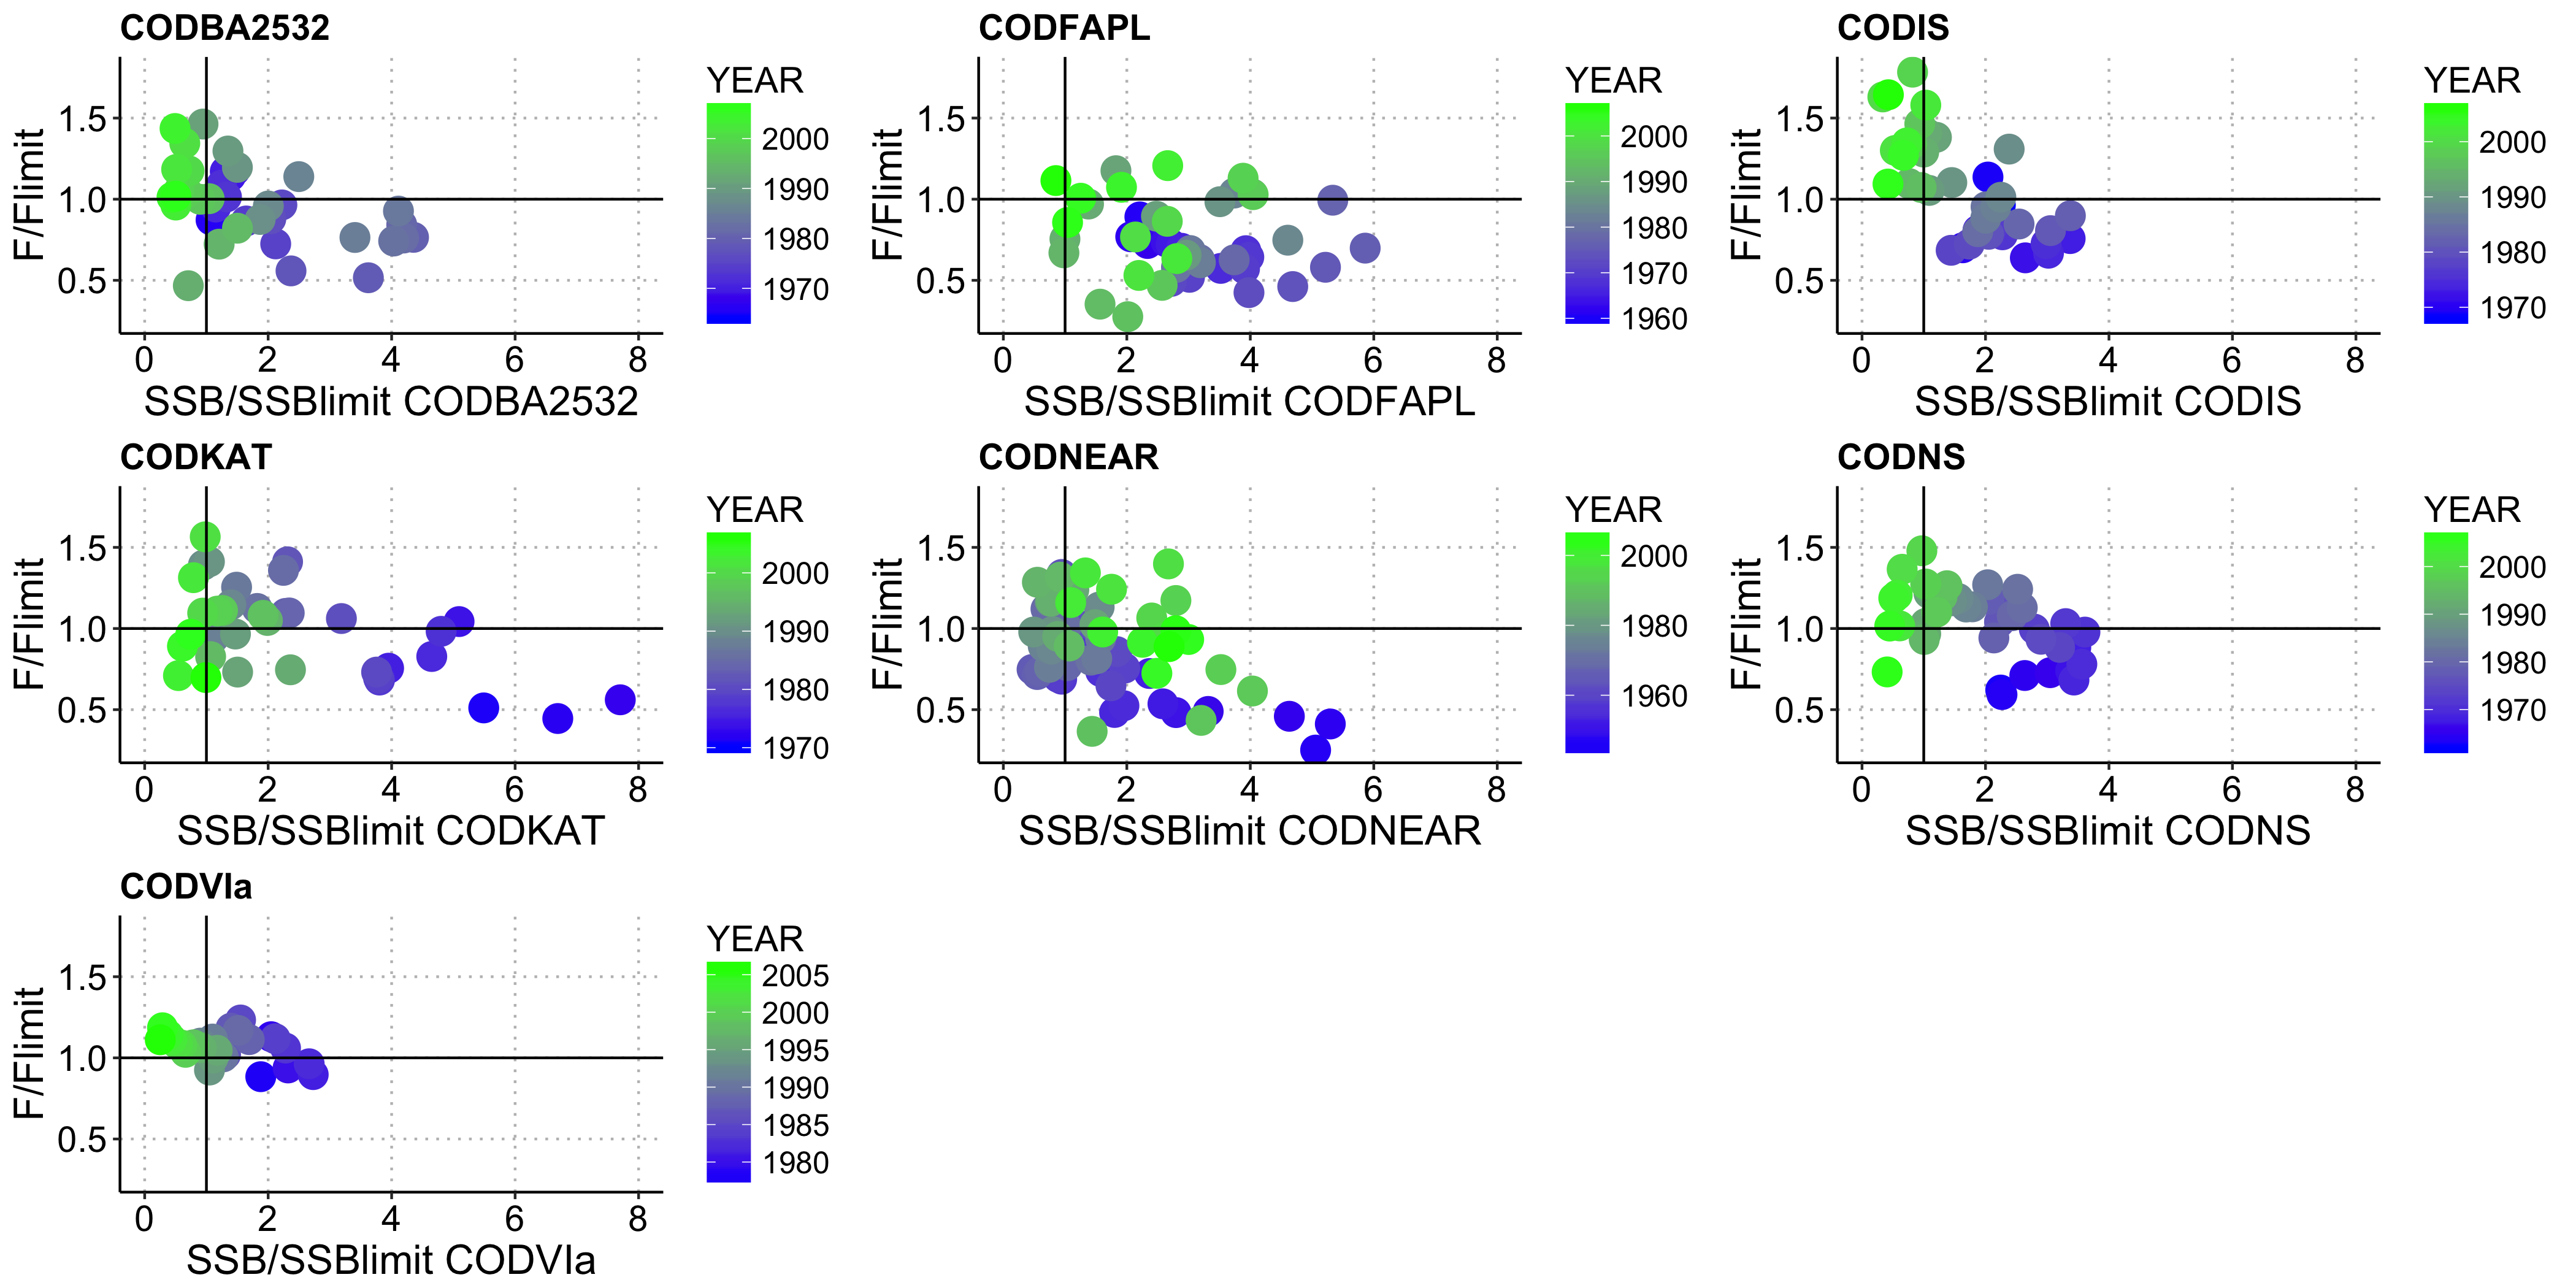 CODBA2532
F/Flimit
1.5
1.0
0.5
0 2 4 6 8
SSB/SSBlimit CODBA2532
YEAR
2000
1990
1980
1970
CODFAPL
F/Flimit
1.5
1.0
0.5
0 2 4 6 8
SSB/SSBlimit CODFAPL
YEAR
2000
1990
1980
1970
1960
CODIS
F/Flimit
1.5
1.0
0.5
0 2 4 6 8
SSB/SSBlimit CODIS
YEAR
2000
1990
1980
1970
CODKAT
F/Flimit
1.5
1.0
0.5
0 2 4 6 8
SSB/SSBlimit CODKAT
YEAR
2000
1990
1980
1970
CODNEAR
F/Flimit
1.5
1.0
0.5
0 2 4 6 8
SSB/SSBlimit CODNEAR
YEAR
2000
1980
1960
CODNS
F/Flimit
1.5
1.0
0.5
0 2 4 6 8
SSB/SSBlimit CODNS
YEAR
2000
1990
1980
1970
CODVIa
F/Flimit
1.5
1.0
0.5
0 2 4 6 8
SSB/SSBlimit CODVIa
YEAR
2005
2000
1995
1990
1985
1980